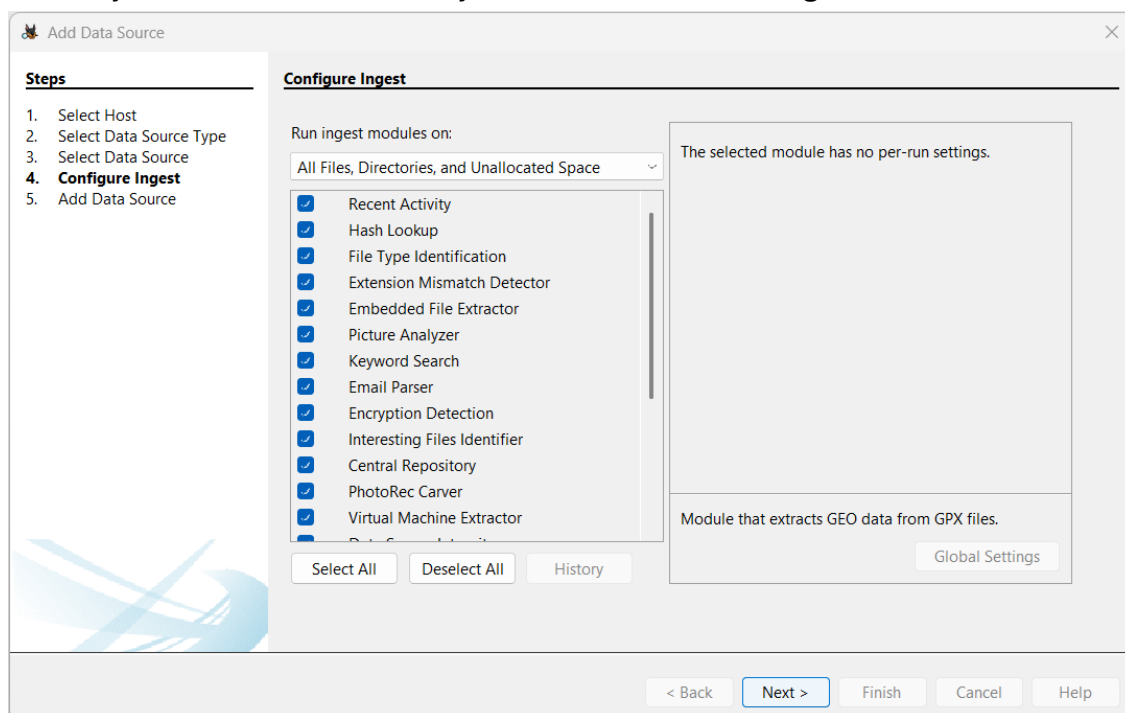 Add Data Source
Steps
1. Select Host
2. Select Data Source Type
3. Select Data Source
4. Configure Ingest
5. Add Data Source
Configure Ingest
Run ingest modules on:
All Files, Directories, and Unallocated Space
Recent Activity
Hash Lookup
File Type Identification
Extension Mismatch Detector
Embedded File Extractor
Picture Analyzer
Keyword Search
Email Parser
Encryption Detection
Interesting Files Identifier
Central Repository
PhotoRec Carver
Virtual Machine Extractor
Select All Deselect All History
The selected module has no per-run settings.
Module that extracts GEO data from GPX files.
Global Settings
< Back Next > Finish Cancel Help